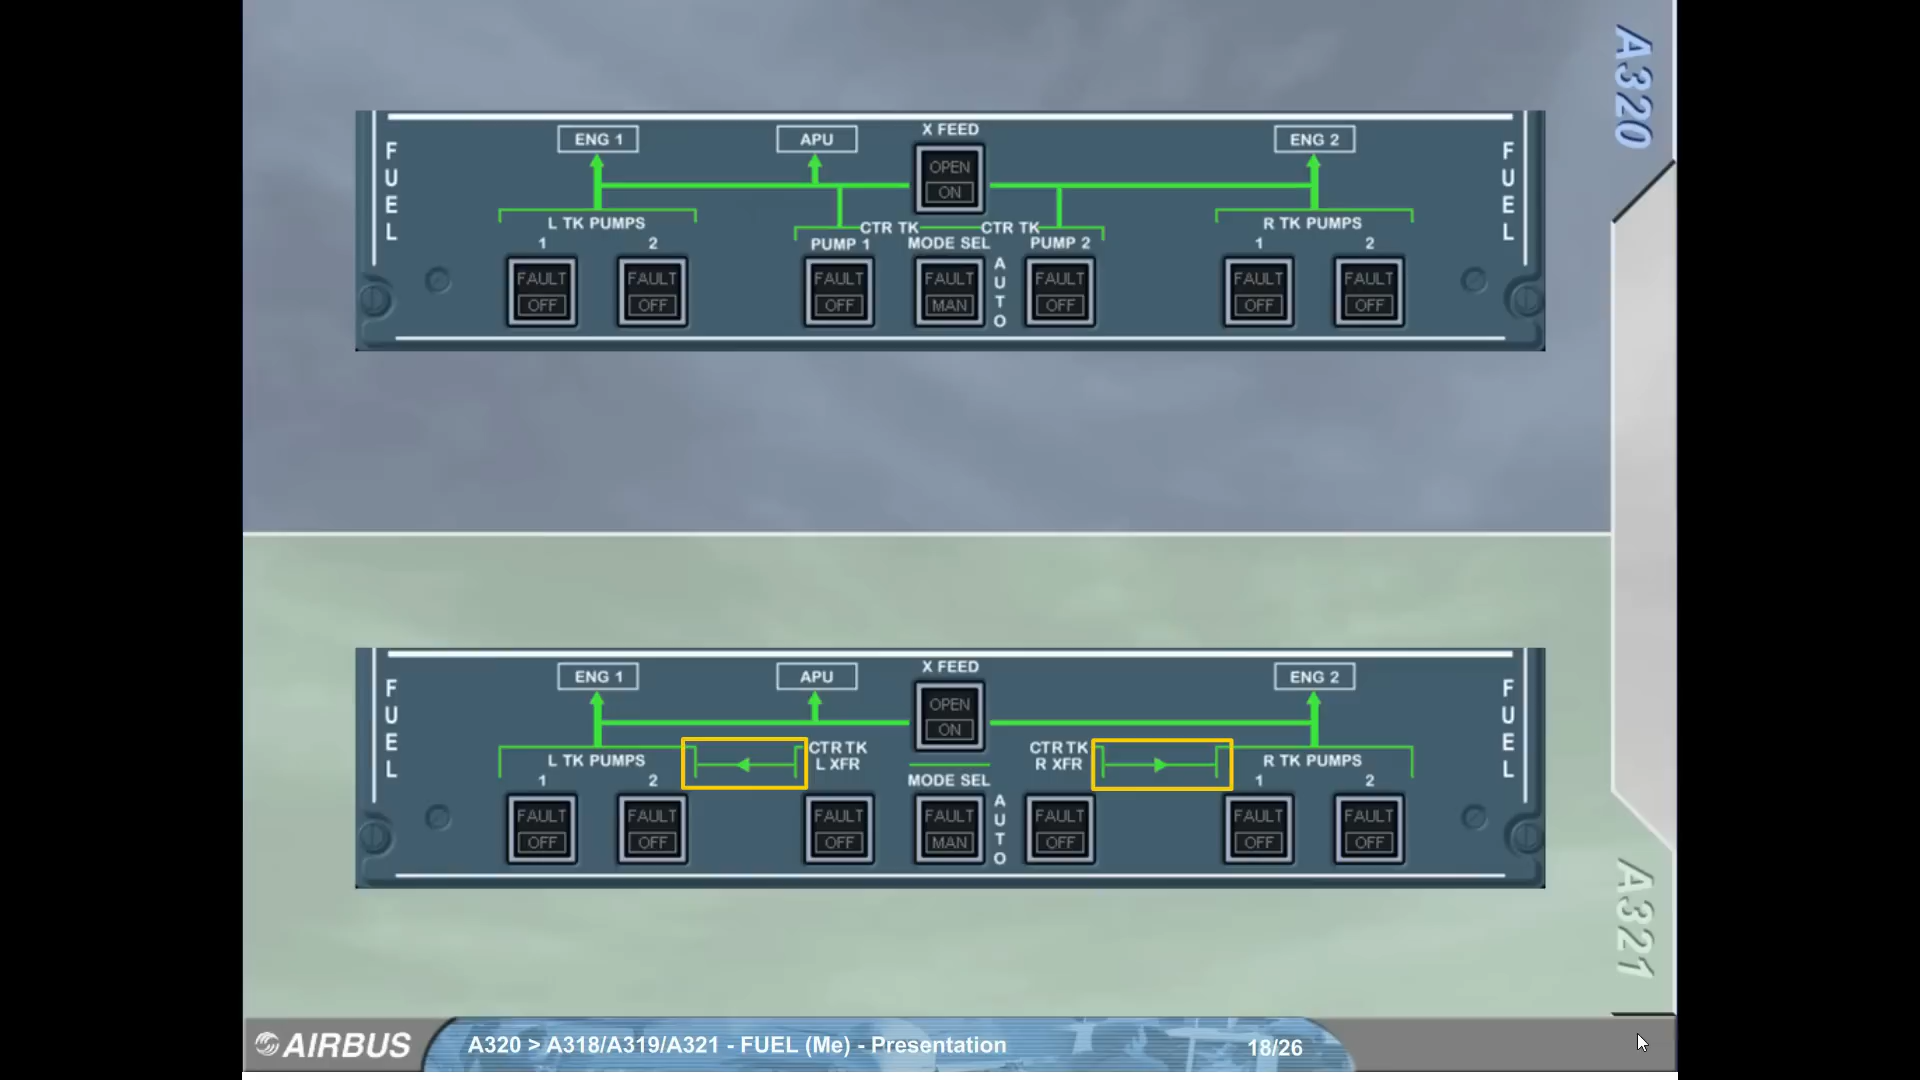 A320
FUEL
ENG 1
APU
X FEED
ENG 2
FUEL
OPEN
ON
L TK PUMPS
CTR TK
CTR TK
R TK PUMPS
1
2
PUMP 1
MODE SEL
PUMP 2
1
2
FAULT
FAULT
FAULT
FAULT
AUTO
FAULT
FAULT
FAULT
OFF
OFF
OFF
MAN
OFF
OFF
OFF
FUEL
ENG 1
APU
X FEED
ENG 2
FUEL
OPEN
ON
L TK PUMPS
CTR TK
L XFR
CTR TK
R XFR
R TK PUMPS
1
2
MODE SEL
1
2
FAULT
FAULT
FAULT
FAULT
AUTO
FAULT
FAULT
FAULT
OFF
OFF
OFF
MAN
OFF
OFF
OFF
A321
AIRBUS
A320 > A318/A319/A321 - FUEL (Me) - Presentation
18/26